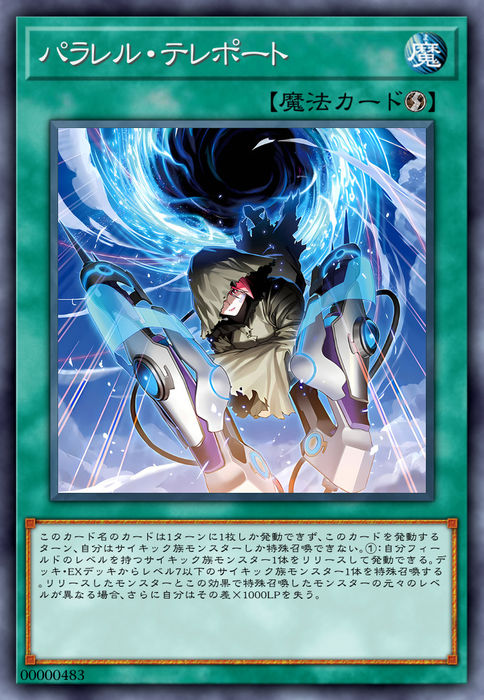 パラレル・テレポート
魔
【魔法カード】
このカード名のカードは1ターンに1枚しか発動できず、このカードを発動する
ターン、自分はサイキック族モンスターしか特殊召喚できない。①:自分フィー
ルドのレベルを持つサイキック族モンスター1体をリリースして発動できる。デ
ッキ・EXデッキからレベル7以下のサイキック族モンスター1体を特殊召喚する
。リリースしたモンスターとこの効果で特殊召喚したモンスターの元々のレベ
ルが異なる場合、さらに自分はその差×1000LPを失う。
00000483